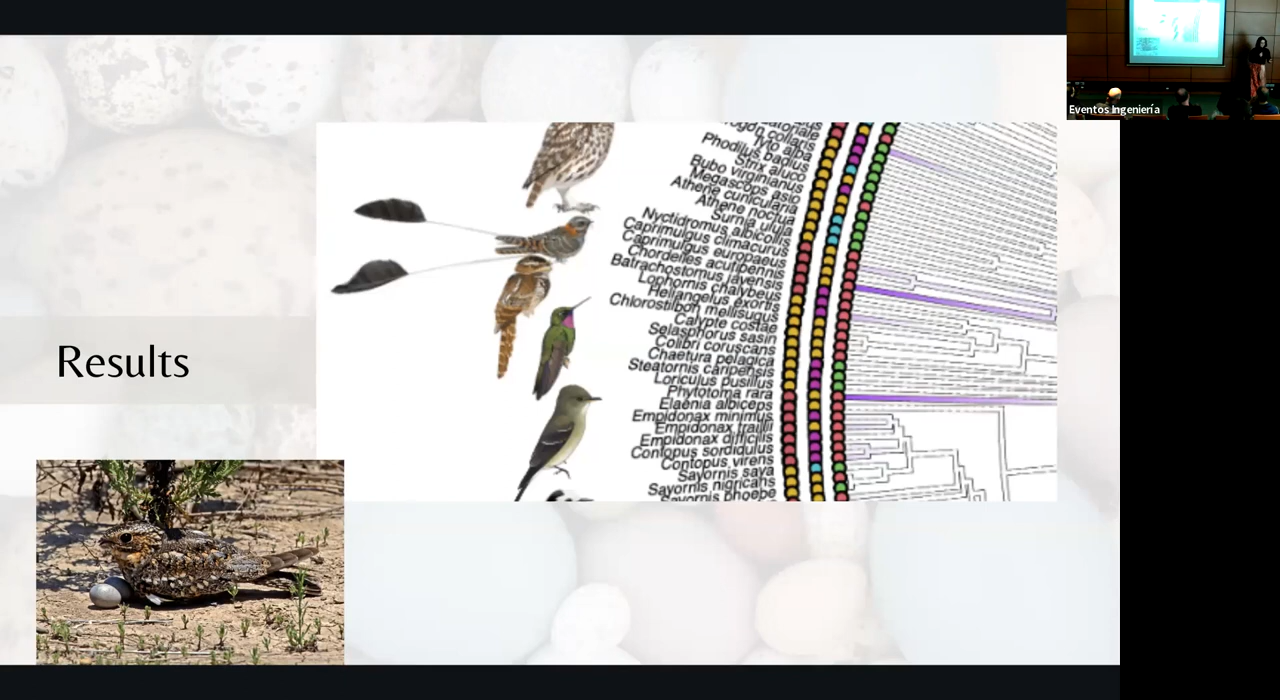 Eventos Ingeniería
Results
Tyto alba
Phodilus badius
Strix aluco
Bubo virginianus
Megascops asio
Athene cunicularia
Athene noctua
Surnia ulula
Nyctidromus albicollis
Caprimulgus climacurus
Caprimulgus europaeus
Chordeiles acutipennis
Batrachostomus javensis
Lophornis chalybeus
Heliangelus exortis
Chlorostilbon mellisugus
Calypte costae
Selasphorus sasin
Colibri coruscans
Chaetura pelagica
Steatornis caripensis
Loriculus pusillus
Phytotoma rara
Elaenia albiceps
Empidonax minimus
Empidonax traillii
Empidonax difficilis
Contopus sordidulus
Contopus virens
Sayornis saya
Sayornis nigricans
Sayornis phoebe